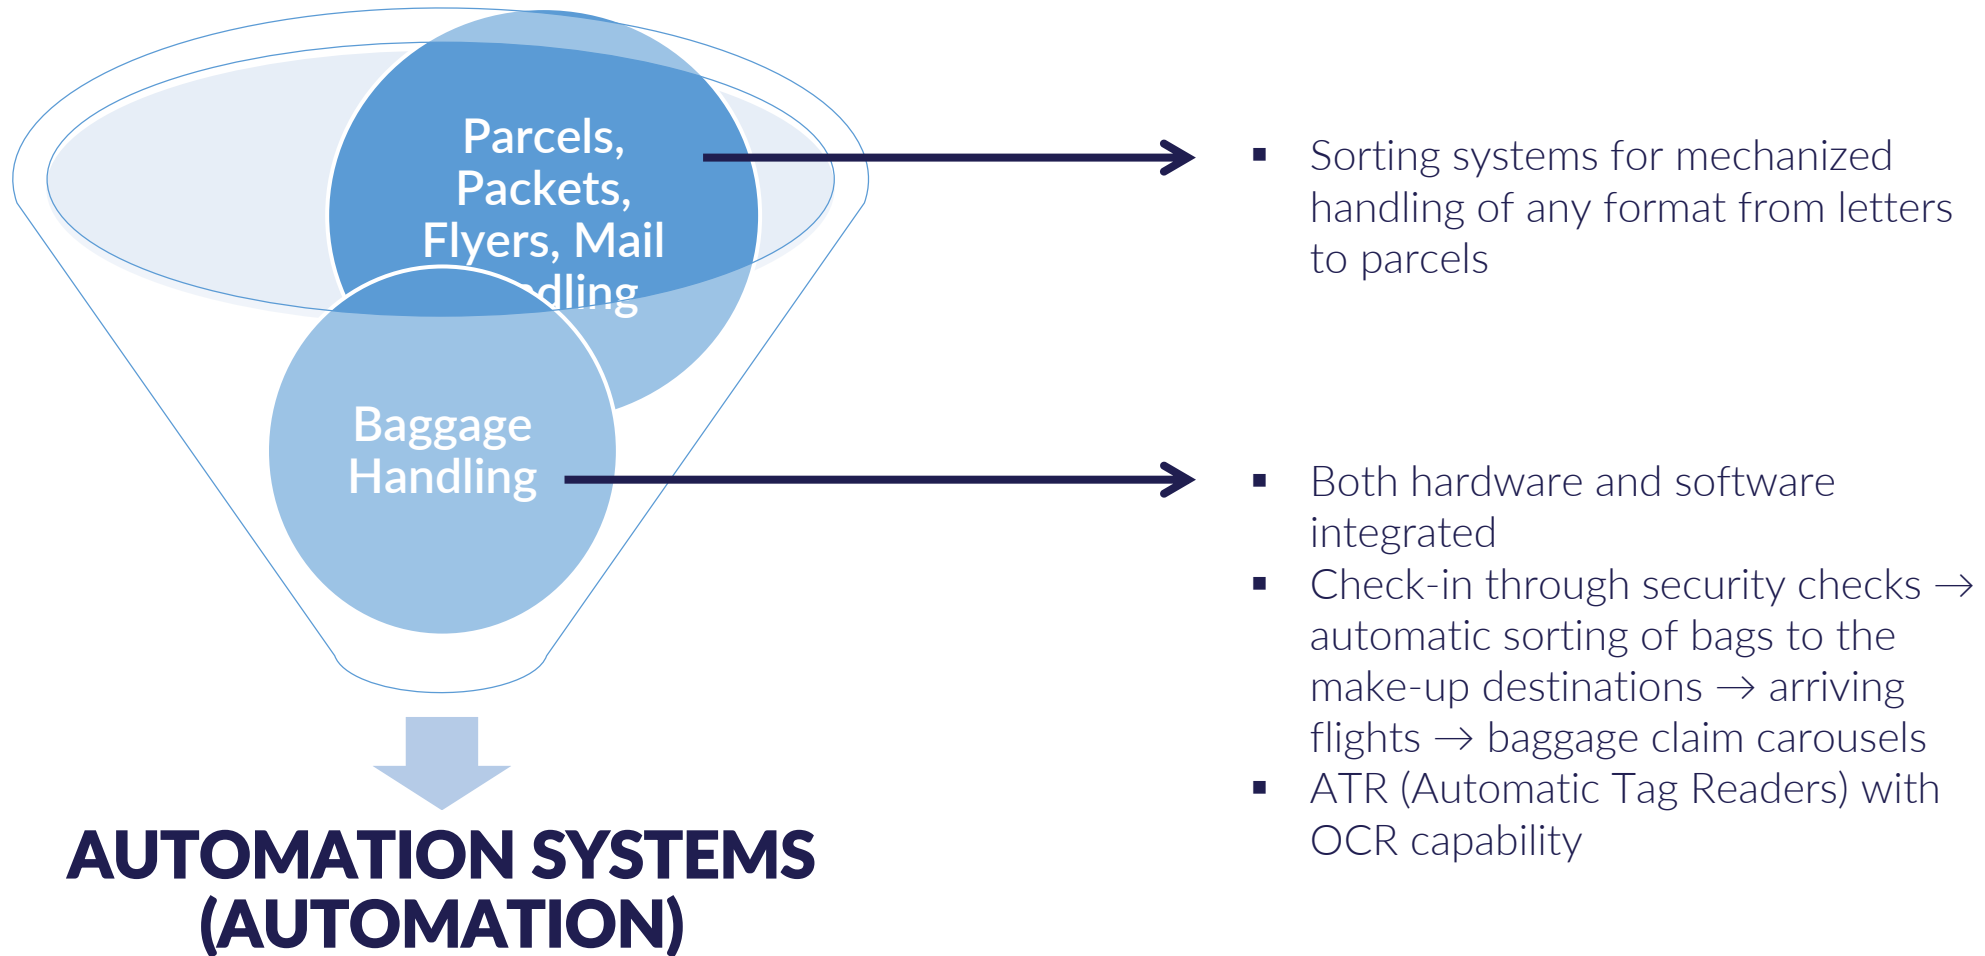 Parcels,
Packets,
Flyers, Mail
dling
Baggage
Handling
AUTOMATION SYSTEMS
(AUTOMATION)
▪ Sorting systems for mechanized
handling of any format from letters
to parcels
▪ Both hardware and software
integrated
▪ Check-in through security checks →
automatic sorting of bags to the
make-up destinations → arriving
flights → baggage claim carousels
▪ ATR (Automatic Tag Readers) with
OCR capability